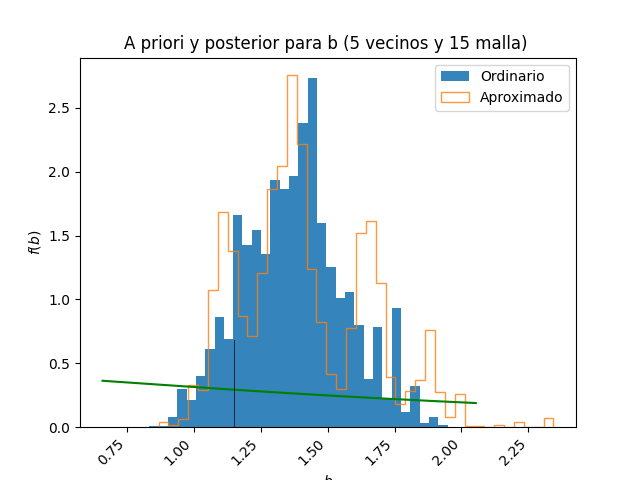 A priori y posterior para b (5 vecinos y 15 malla)
Ordinario
Aproximado
f(b)
2.5
2.0
1.5
1.0
0.5
0.0
0.75 1.00 1.25 1.50 1.75 2.00 2.25
b